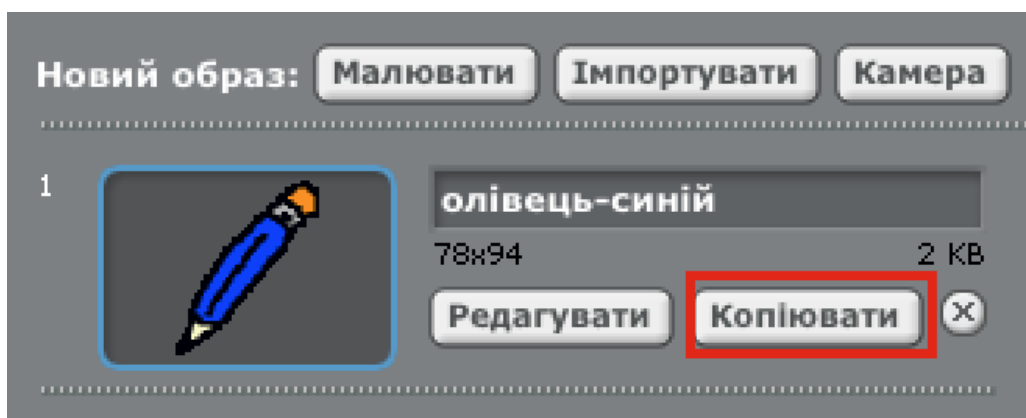 Новий образ: Малювати Імпортувати Камера
1
олівець-синій
78x94 2 KB
Редагувати Копіювати X